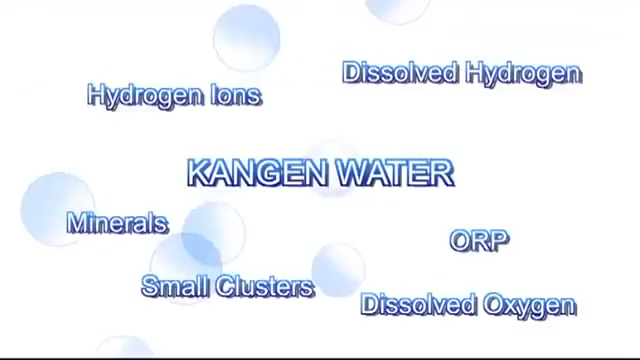 Dissolved Hydrogen
Hydrogen Ions
KANGEN WATER
Minerals
ORP
Small Clusters
Dissolved Oxygen